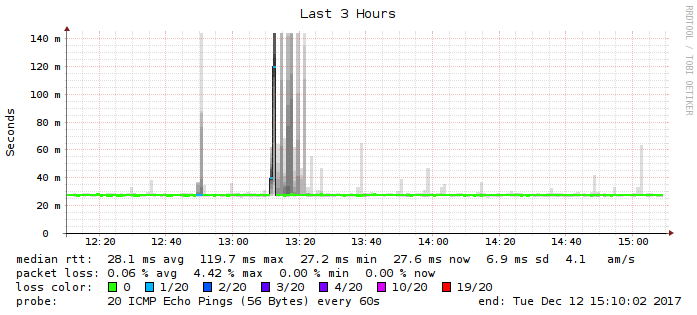 Last 3 Hours
RRDTOOL / TOBI OETIKER
Seconds
140 m
120 m
100 m
80 m
60 m
40 m
20 m
0
12:20 12:40 13:00 13:20 13:40 14:00 14:20 14:40 15:00
median rtt: 28.1 ms avg 119.7 ms max 27.2 ms min 27.6 ms now 6.9 ms sd 4.1 am/s
packet loss: 0.06 % avg 4.42 % max 0.00 % min 0.00 % now
loss color: 0 1/20 2/20 3/20 4/20 10/20 19/20
probe: 20 ICMP Echo Pings (56 Bytes) every 60s end: Tue Dec 12 15:10:02 2017